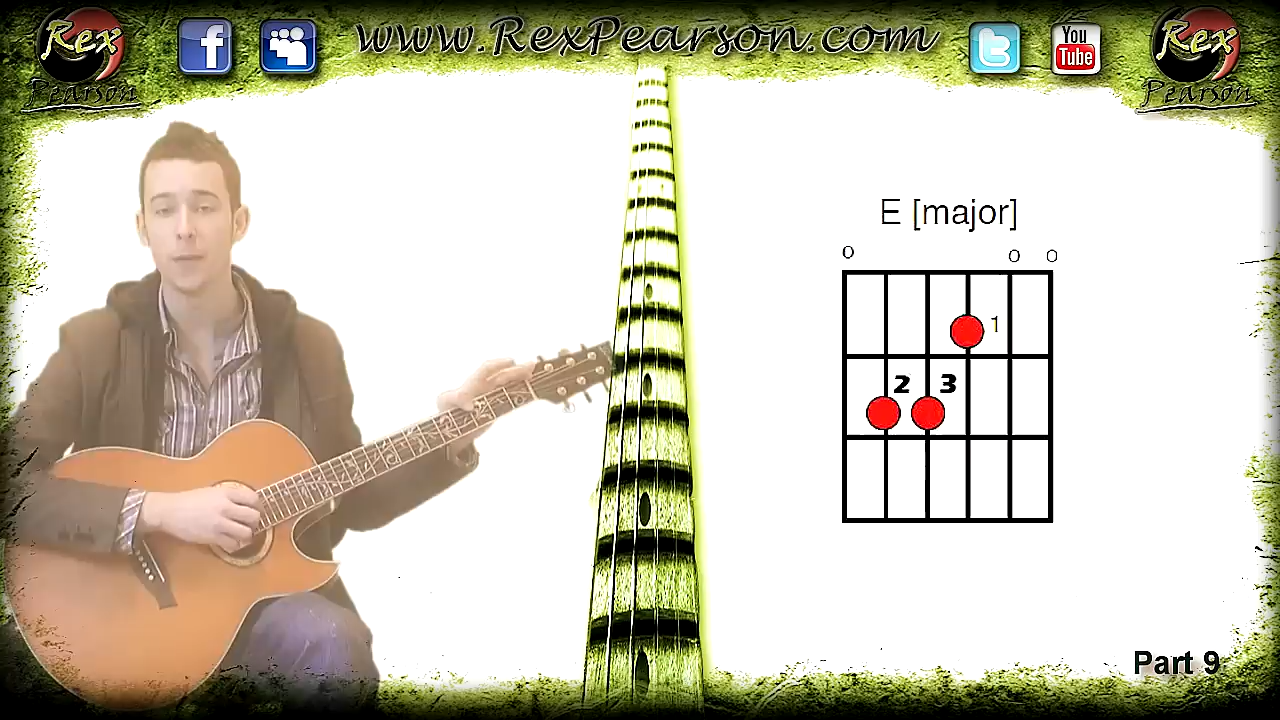 Rex
Pearson
f
www.RexPearson.com
t
You
Tube
Rex
Pearson
E [major]
o o o
1
2 3
Part 9